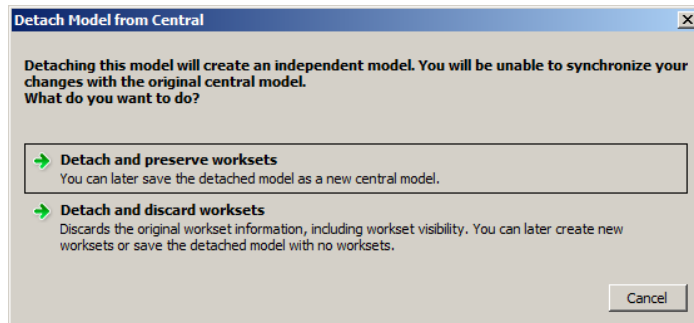 Detach Model from Central
Detaching this model will create an independent model. You will be unable to synchronize your
changes with the original central model.
What do you want to do?
Detach and preserve worksets
You can later save the detached model as a new central model.
Detach and discard worksets
Discards the original workset information, including workset visibility. You can later create new
worksets or save the detached model with no worksets.
Cancel